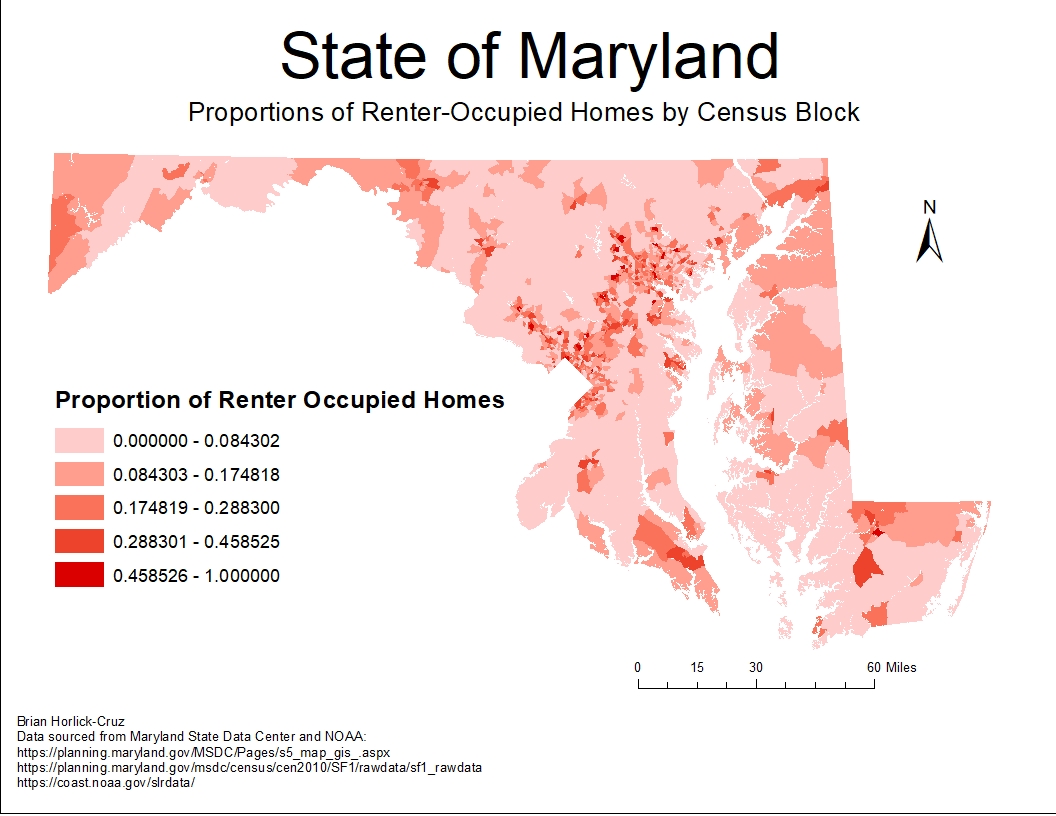 State of Maryland
Proportions of Renter-Occupied Homes by Census Block
N
Proportion of Renter Occupied Homes
0.000000 - 0.084302
0.084303 - 0.174818
0.174819 - 0.288300
0.288301 - 0.458525
0.458526 - 1.000000
0 15 30 60 Miles
Brian Horlick-Cruz
Data sourced from Maryland State Data Center and NOAA:
https://planning.maryland.gov/MSDC/Pages/s5_map_gis_.aspx
https://planning.maryland.gov/msdc/census/cen2010/SF1/rawdata/sf1_rawdata
https://coast.noaa.gov/slrdata/